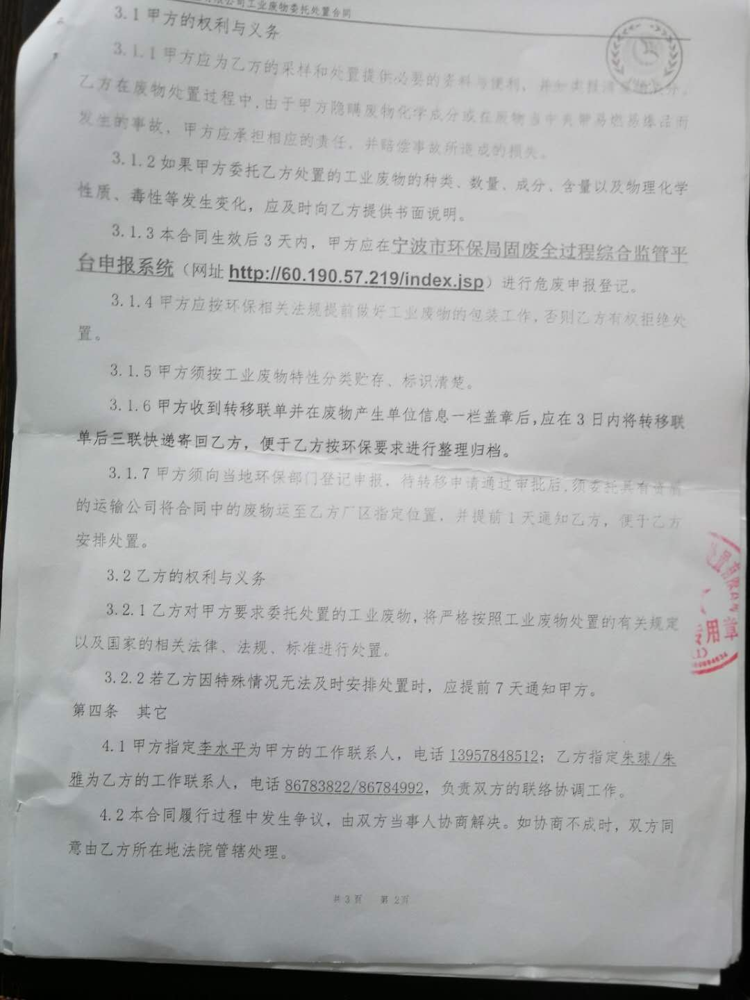 有限公司工业废物委托处置合同
3.1 甲方的权利与义务
3.1.1 甲方应为乙方的采样和处置提供必要的资料与便利,
乙方在废物处置过程中,由于甲方隐瞒废物化学成分或在废物当中夹带易燃易爆品而
发生的事故，甲方应承担相应的责任，并赔偿事故所造成的损失。
3.1.2 如果甲方委托乙方处置的工业废物的种类、数量、成分、含量以及物理化学
性质、毒性等发生变化，应及时向乙方提供书面说明。
3.1.3 本合同生效后 3 天内，甲方应在宁波市环保局固废全过程综合监管平
台申报系统（网址 http://60.190.57.219/index.jsp）进行危废申报登记。
3.1.4 甲方应按环保相关法规提前做好工业废物的包装工作,否则乙方有权拒绝处
置。
3.1.5 甲方须按工业废物特性分类贮存、标识清楚。
3.1.6 甲方收到转移联单并在废物产生单位信息一栏盖章后,应在 3 日内将转移联
单后三联快递寄回乙方，便于乙方按环保要求进行整理归档。
3.1.7 甲方须向当地环保部门登记申报，待转移申请通过审批后,须委托具有资质
的运输公司将合同中的废物运至乙方厂区指定位置，并提前 1 天通知乙方，便于乙方
安排处置。
3.2 乙方的权利与义务
3.2.1 乙方对甲方要求委托处置的工业废物,将严格按照工业废物处置的有关规定
以及国家的相关法律、法规、标准进行处置。
3.2.2 若乙方因特殊情况无法及时安排处置时，应提前 7 天通知甲方。
第四条 其它
4.1 甲方指定李水平为甲方的工作联系人，电话 13957848512；乙方指定朱球/朱
雅为乙方的工作联系人，电话 86783822/86784992，负责双方的联络协调工作。
4.2 本合同履行过程中发生争议，由双方当事人协商解决。如协商不成时，双方同
意由乙方所在地法院管辖处理。
共 3 页 第 2页
处置有限公司
专用章
(1)